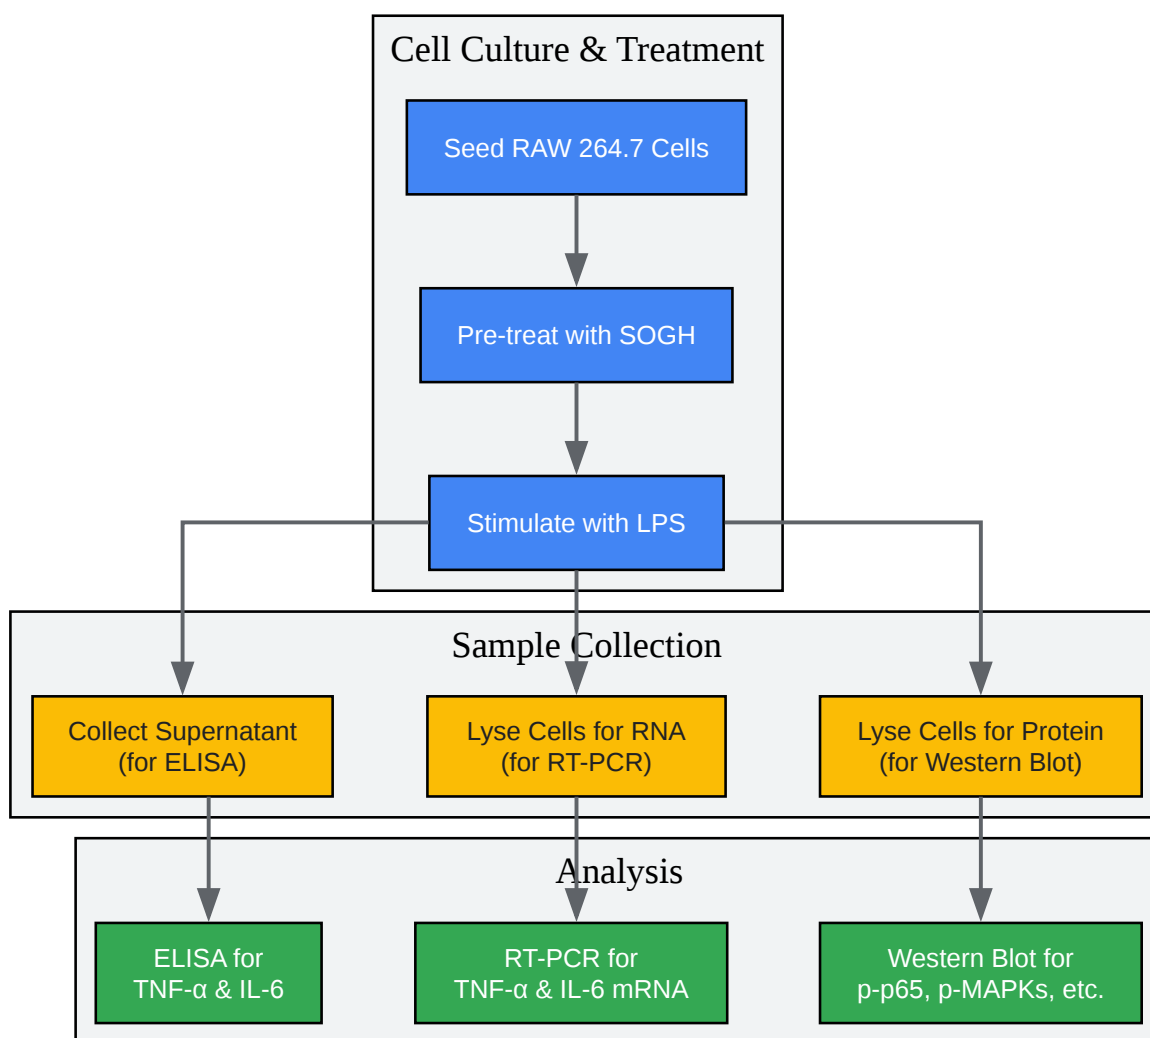 Cell Culture & Treatment
Seed RAW 264.7 Cells
Pre-treat with SOGH
Stimulate with LPS
Sample Collection
Collect Supernatant
(for ELISA)
Lyse Cells for RNA
(for RT-PCR)
Lyse Cells for Protein
(for Western Blot)
Analysis
ELISA for
TNF-α & IL-6
RT-PCR for
TNF-α & IL-6 mRNA
Western Blot for
p-p65, p-MAPKs, etc.